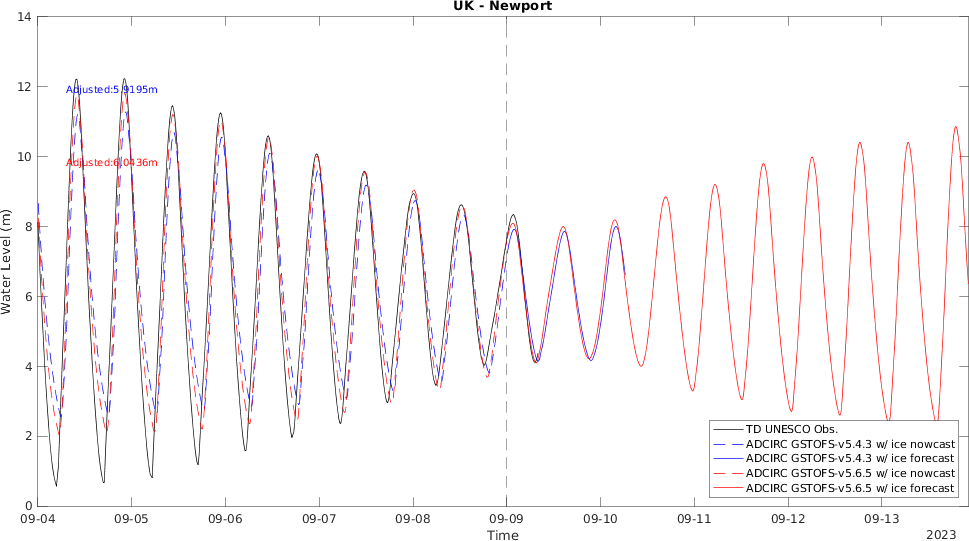 UK - Newport
14
12
10
8
6
4
2
0
Water Level (m)
Adjusted:5.9195m
Adjusted:6.0436m
TD UNESCO Obs.
ADCIRC GSTOFS-v5.4.3 w/ ice nowcast
ADCIRC GSTOFS-v5.4.3 w/ ice forecast
ADCIRC GSTOFS-v5.6.5 w/ ice nowcast
ADCIRC GSTOFS-v5.6.5 w/ ice forecast
09-04 09-05 09-06 09-07 09-08 09-09 09-10 09-11 09-12 09-13
Time
2023